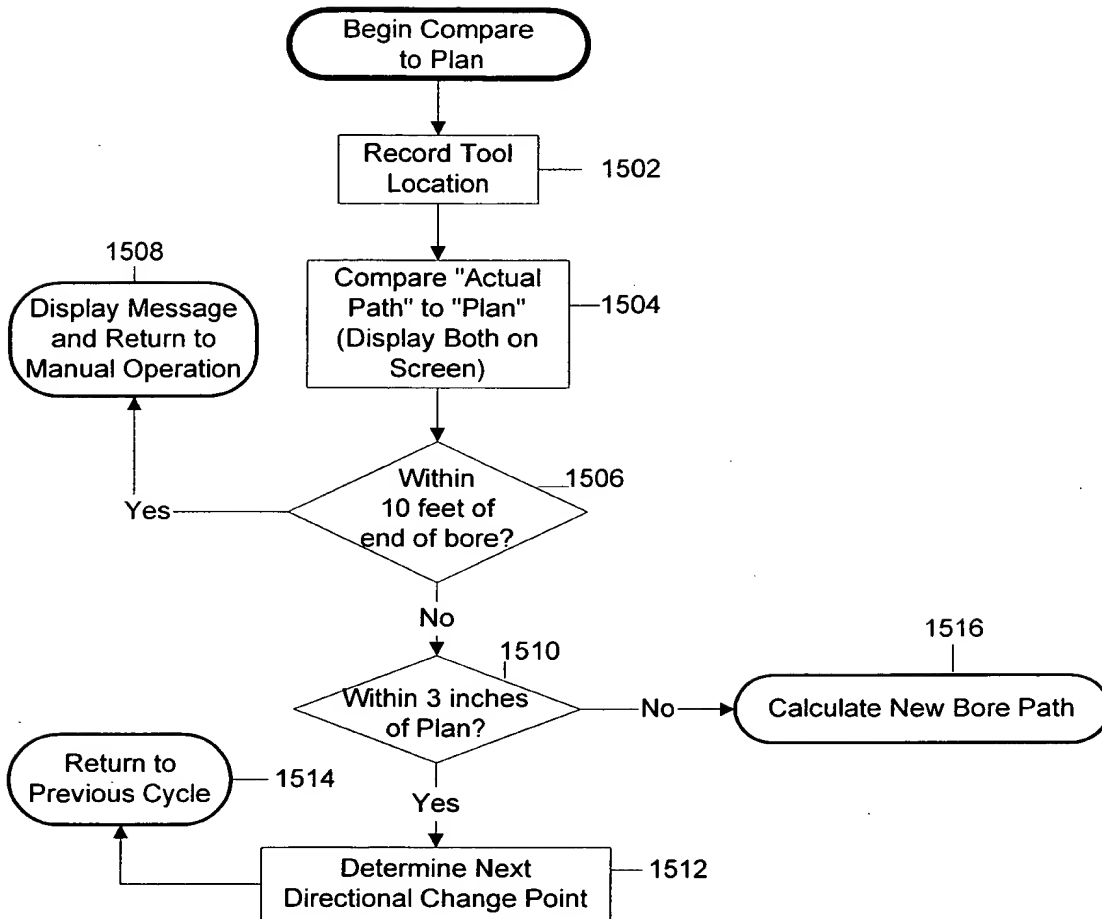 Begin Compare
to Plan
Record Tool
Location
1502
1508
Display Message
and Return to
Manual Operation
Compare "Actual
Path" to "Plan"
(Display Both on
Screen)
1504
Within
10 feet of
end of bore?
1506
Yes
No
1510
Within 3 inches
of Plan?
No
1516
Calculate New Bore Path
Return to
Previous Cycle
1514
Yes
Determine Next
Directional Change Point
1512